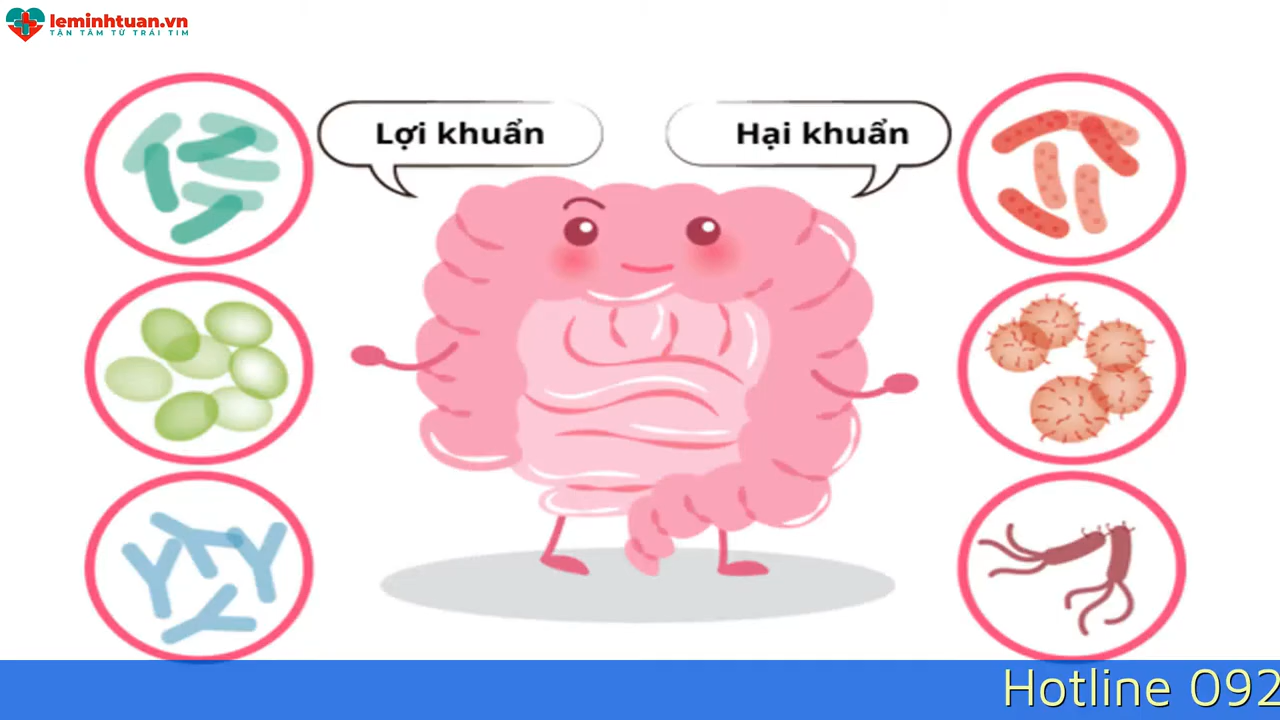 leminhtuan.vn
TẬN TÂM TỪ TRÁI TIM
Lợi khuẩn
Hại khuẩn
Hotline 092